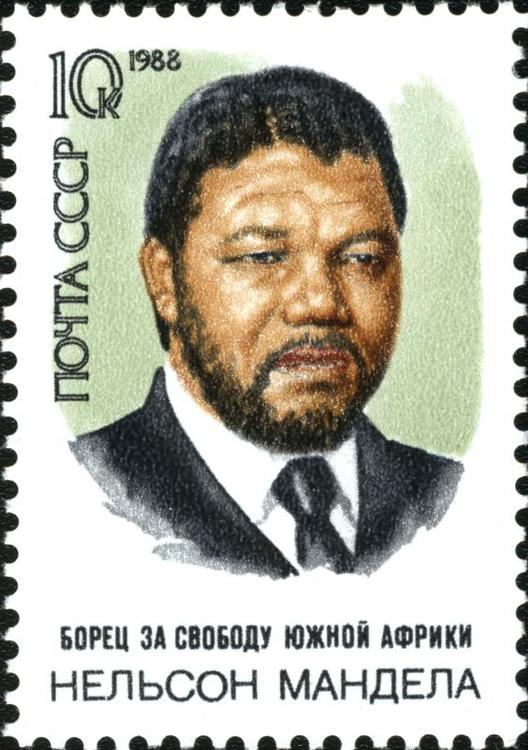 10к 1988
ПОЧТА СССР
БОРЕЦ ЗА СВОБОДУ ЮЖНОЙ АФРИКИ
НЕЛЬСОН МАНДЕЛА